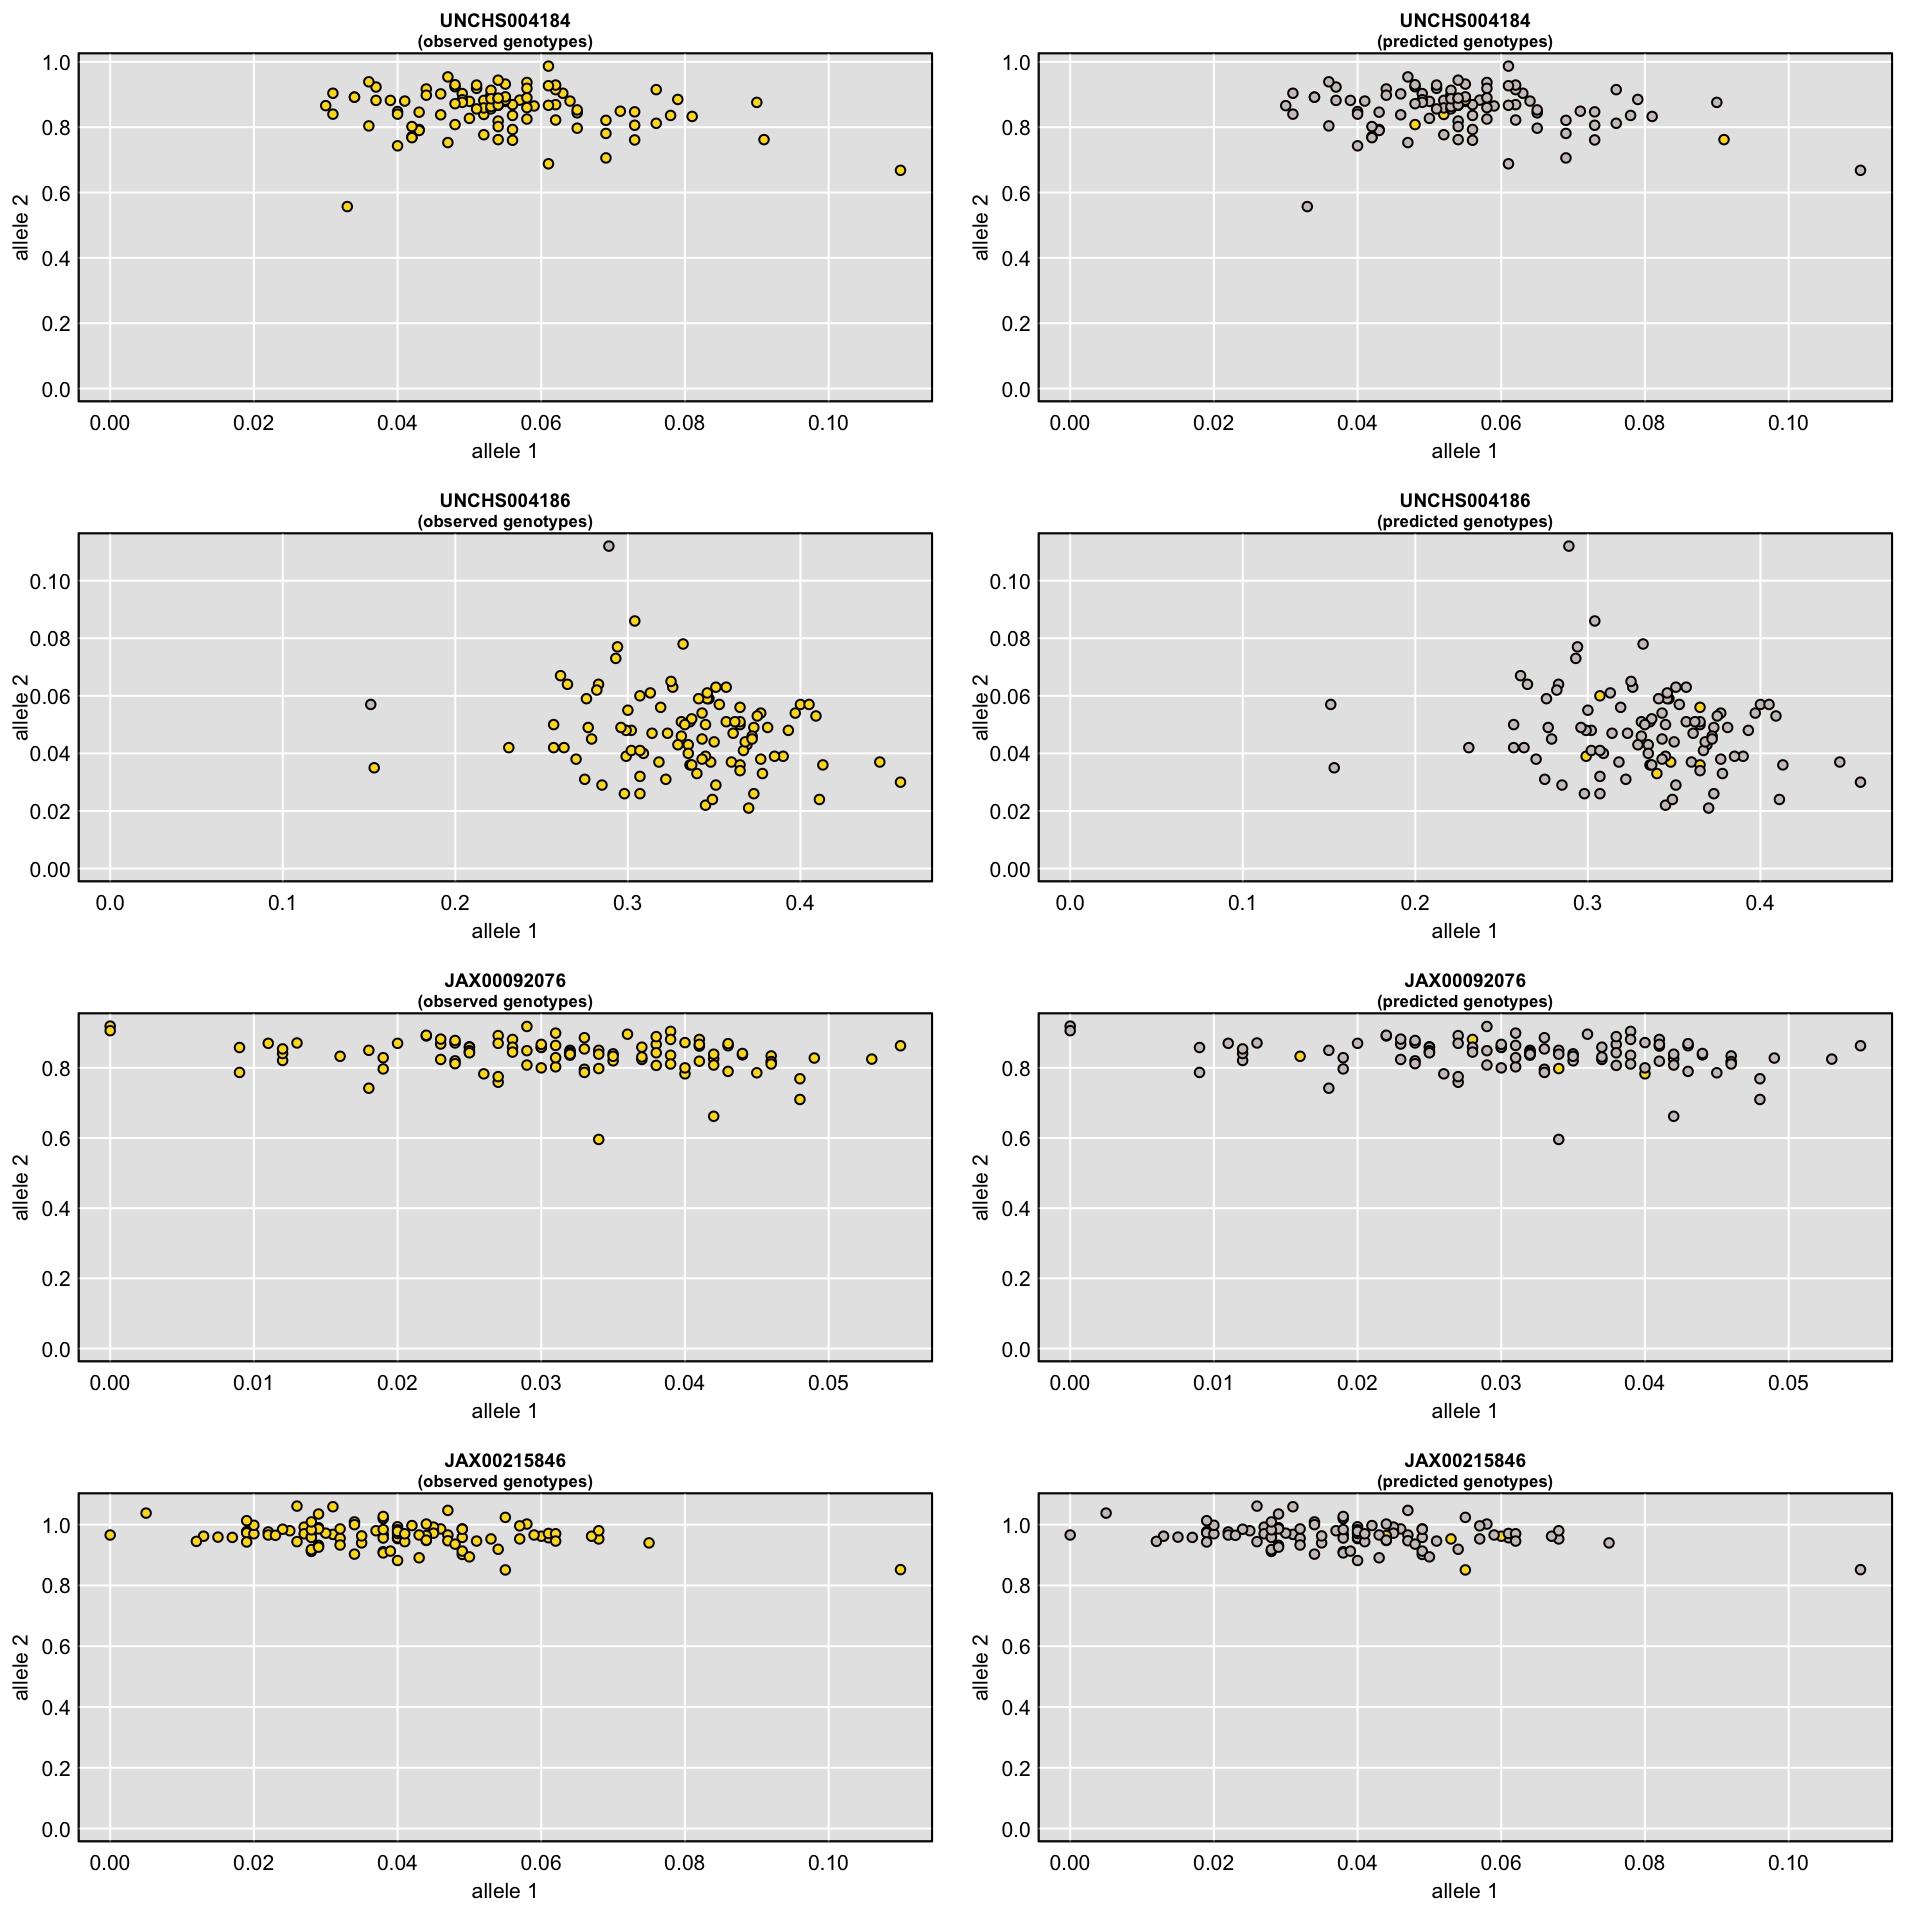 UNCHS004184
(observed genotypes)
1.0
0.8
0.6
0.4
0.2
0.0
allele 2
0.00 0.02 0.04 0.06 0.08 0.10
allele 1
UNCHS004184
(predicted genotypes)
1.0
0.8
0.6
0.4
0.2
0.0
allele 2
0.00 0.02 0.04 0.06 0.08 0.10
allele 1
UNCHS004186
(observed genotypes)
0.10
0.08
0.06
0.04
0.02
0.00
allele 2
0.0 0.1 0.2 0.3 0.4
allele 1
UNCHS004186
(predicted genotypes)
0.10
0.08
0.06
0.04
0.02
0.00
allele 2
0.0 0.1 0.2 0.3 0.4
allele 1
JAX00092076
(observed genotypes)
0.8
0.6
0.4
0.2
0.0
allele 2
0.00 0.01 0.02 0.03 0.04 0.05
allele 1
JAX00092076
(predicted genotypes)
0.8
0.6
0.4
0.2
0.0
allele 2
0.00 0.01 0.02 0.03 0.04 0.05
allele 1
JAX00215846
(observed genotypes)
1.0
0.8
0.6
0.4
0.2
0.0
allele 2
0.00 0.02 0.04 0.06 0.08 0.10
allele 1
JAX00215846
(predicted genotypes)
1.0
0.8
0.6
0.4
0.2
0.0
allele 2
0.00 0.02 0.04 0.06 0.08 0.10
allele 1